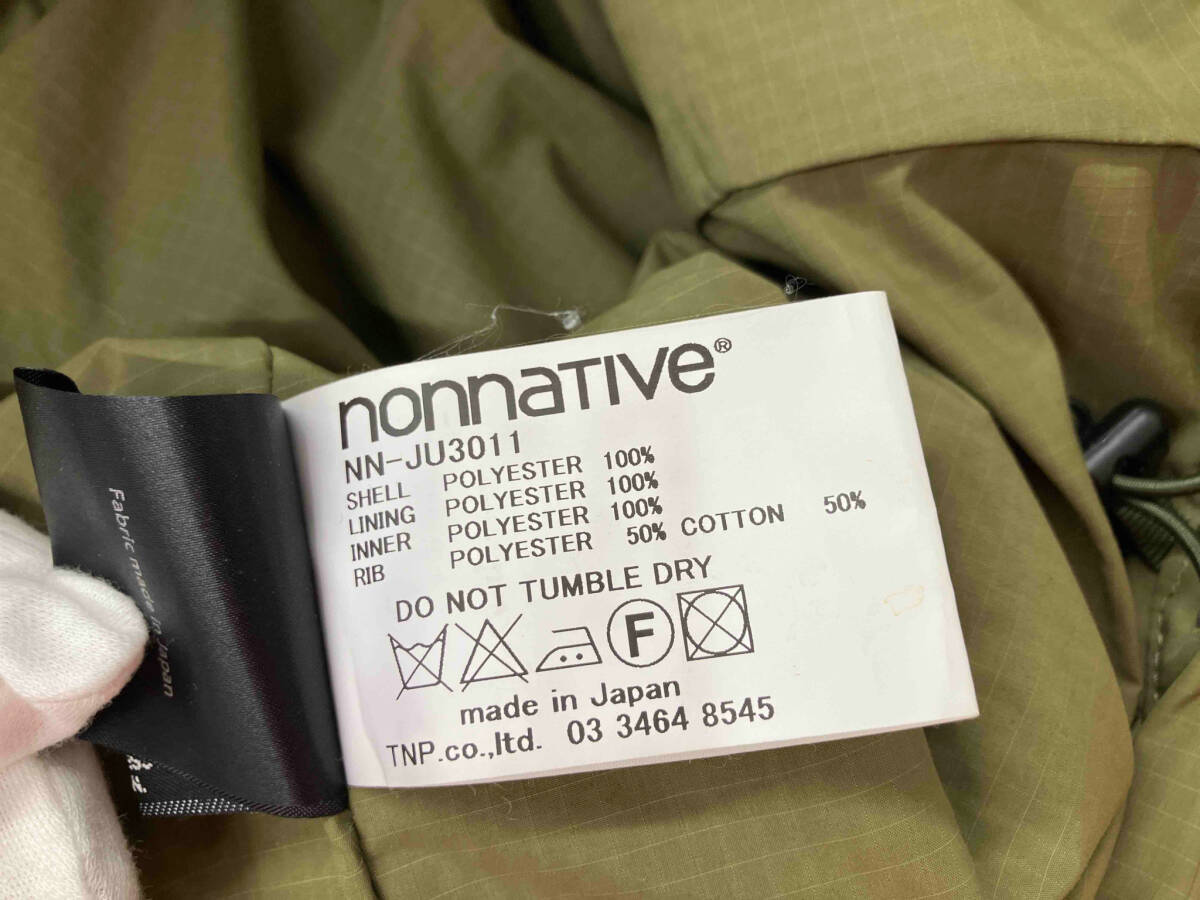 nonnaTIVe®
NN-JU3011
SHELL POLYESTER 100%
LINING POLYESTER 100%
INNER POLYESTER 100%
RIB POLYESTER 50% COTTON 50%
DO NOT TUMBLE DRY
F
made in Japan
TNP.co.,ltd. 03 3464 8545
Fabric made in Japan